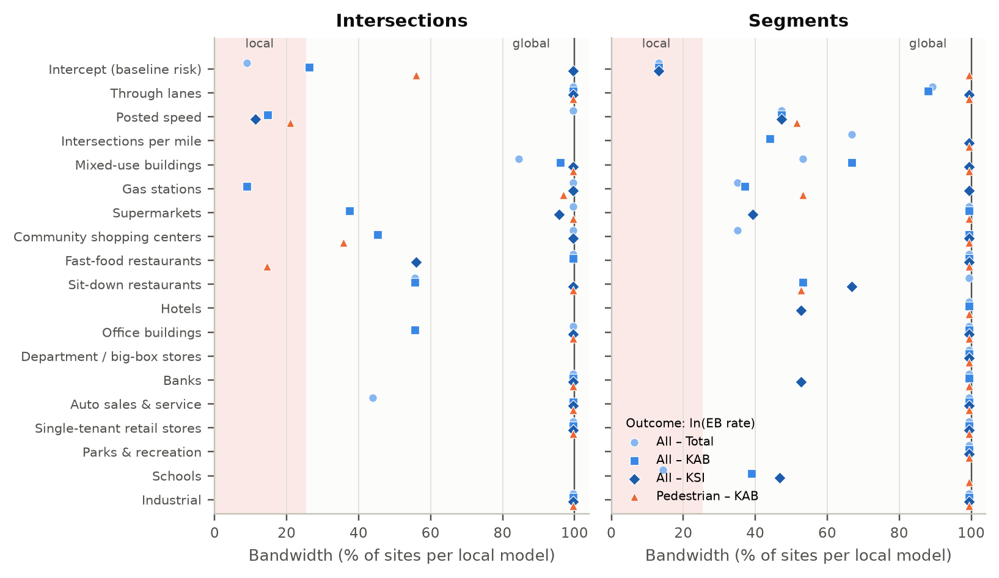 Intersections
Segments
local
global
local
global
Intercept (baseline risk)
Through lanes
Posted speed
Intersections per mile
Mixed-use buildings
Gas stations
Supermarkets
Community shopping centers
Fast-food restaurants
Sit-down restaurants
Hotels
Office buildings
Department / big-box stores
Banks
Auto sales & service
Single-tenant retail stores
Parks & recreation
Schools
Industrial
Outcome: ln(EB rate)
All – Total
All – KAB
All – KSI
Pedestrian – KAB
0 20 40 60 80 100
0 20 40 60 80 100
Bandwidth (% of sites per local model)
Bandwidth (% of sites per local model)